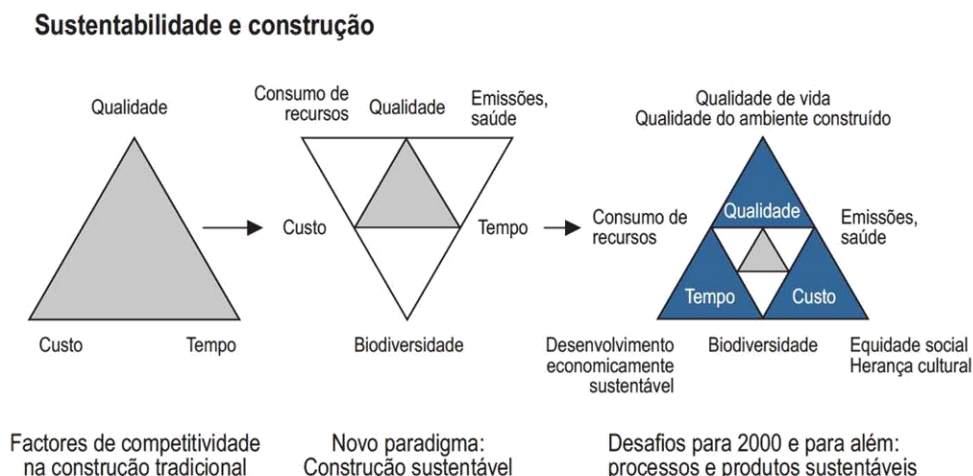 Sustentabilidade e construção
Qualidade
Custo
Tempo
Factores de competitividade
na construção tradicional
Consumo de
recursos
Qualidade
Emissões,
saúde
Custo
Tempo
Biodiversidade
Novo paradigma:
Construção sustentável
Qualidade de vida
Qualidade do ambiente construído
Consumo de
recursos
Qualidade
Emissões,
saúde
Tempo
Custo
Desenvolvimento
economicamente
sustentável
Biodiversidade
Equidade social
Herança cultural
Desafios para 2000 e para além:
processos e produtos sustentáveis